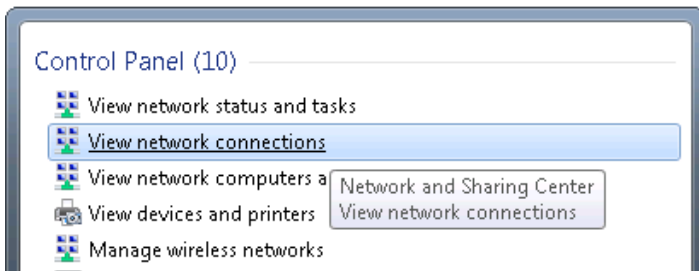 Control Panel (10)
View network status and tasks
View network connections
View network computers a
Network and Sharing Center
View network connections
View devices and printers
Manage wireless networks